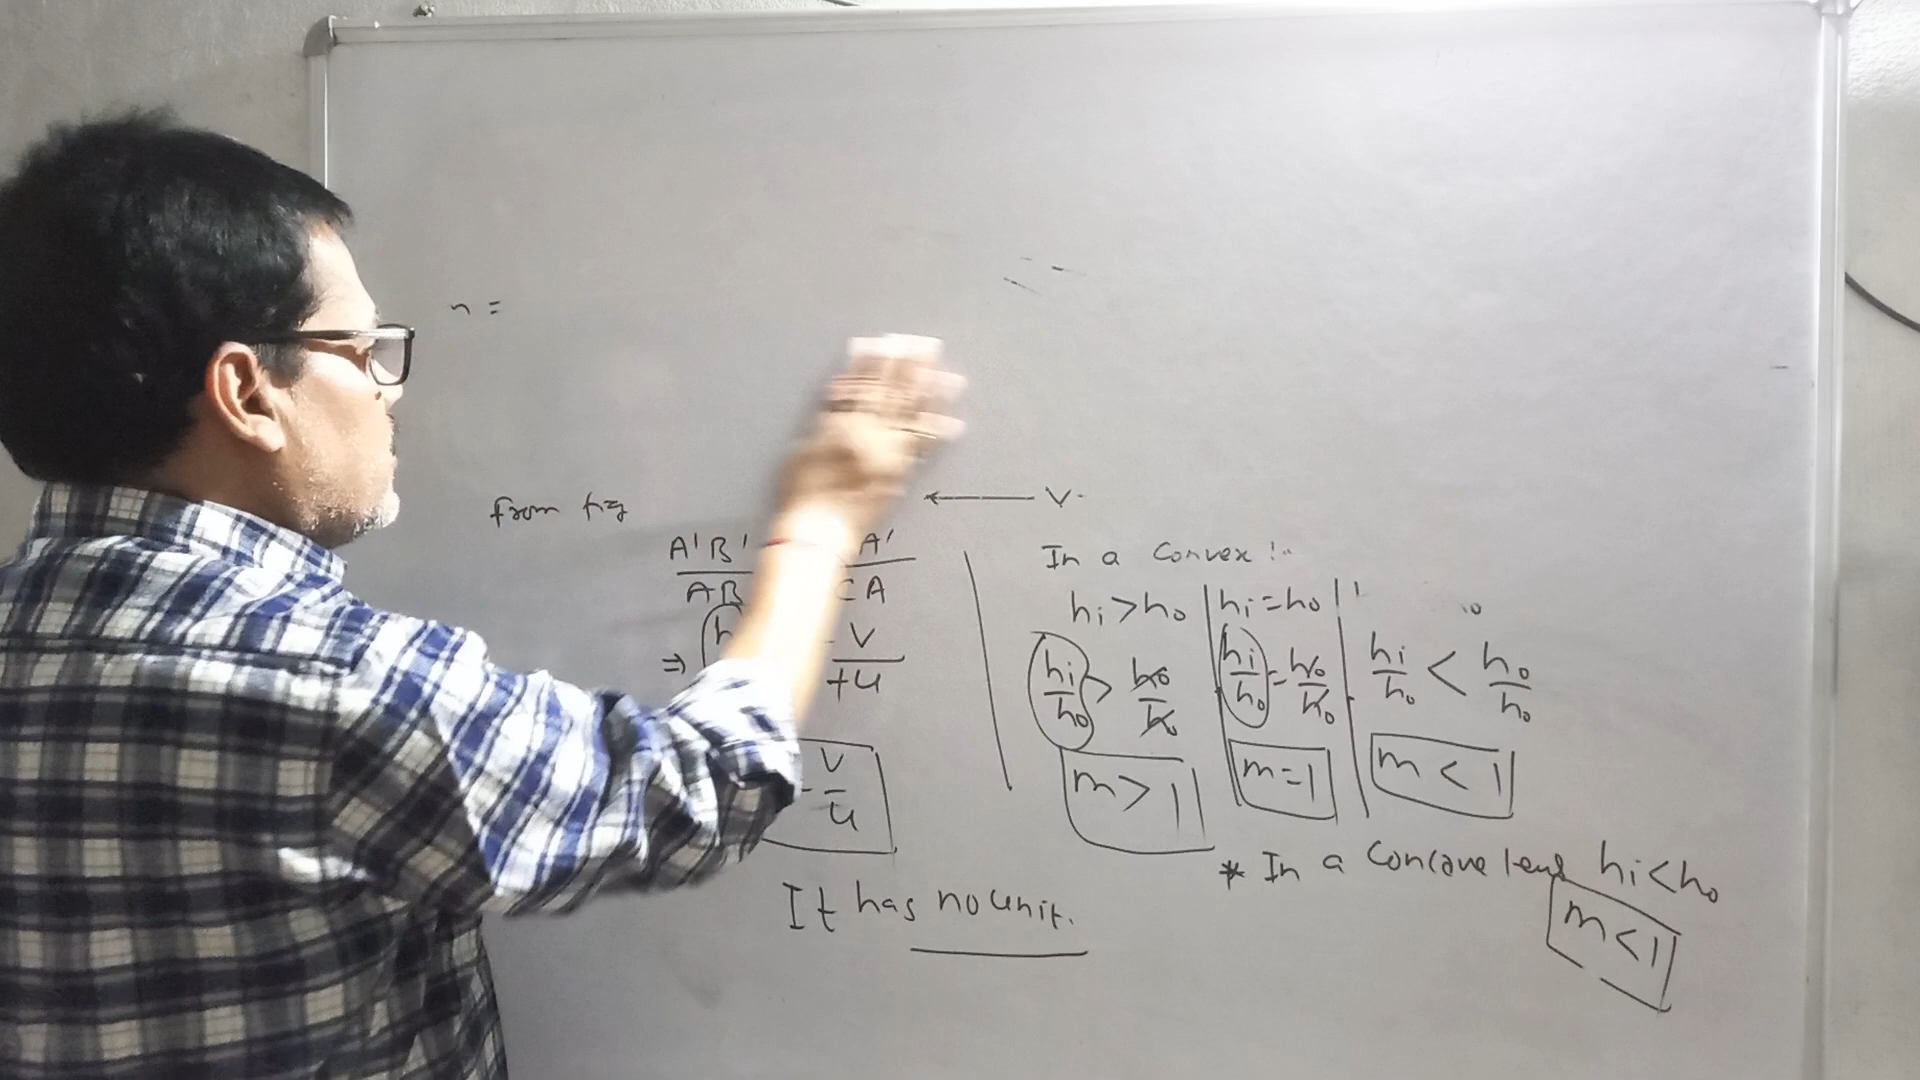 n =
← V.
from fig
A'B' A'
AB CA
⇒ h - V
+u
V
- u
It has no unit.
In a Convex
hi > ho | hi = ho |
hi/ho > ho/ho | hi/ho = ho/ho | hi/ho < ho/ho
m > 1 m = 1 m < 1
* In a Concave lens hi < ho
m < 1